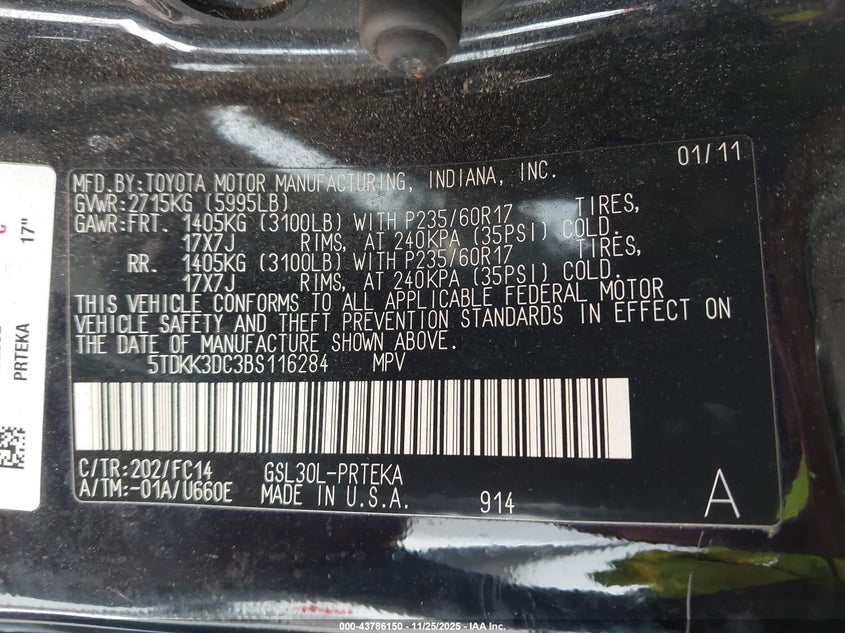 MFD.BY:TOYOTA MOTOR MANUFACTURING, INDIANA, INC. 01/11
GVWR:2715KG (5995LB)
GAWR:FRT. 1405KG (3100LB) WITH P235/60R17 TIRES,
17X7J RIMS, AT 240KPA (35PSI) COLD.
RR. 1405KG (3100LB) WITH P235/60R17 TIRES,
17X7J RIMS, AT 240KPA (35PSI) COLD.
THIS VEHICLE CONFORMS TO ALL APPLICABLE FEDERAL MOTOR
VEHICLE SAFETY AND THEFT PREVENTION STANDARDS IN EFFECT ON
THE DATE OF MANUFACTURE SHOWN ABOVE.
5TDKK3DC3BS116284 MPV
C/TR:202/FC14 GSL30L-PRTEKA
A/TM:-01A/U660E MADE IN U.S.A. 914 A
17"
PRTEKA
000-43786150 - 11/25/2025 - IAA Inc.